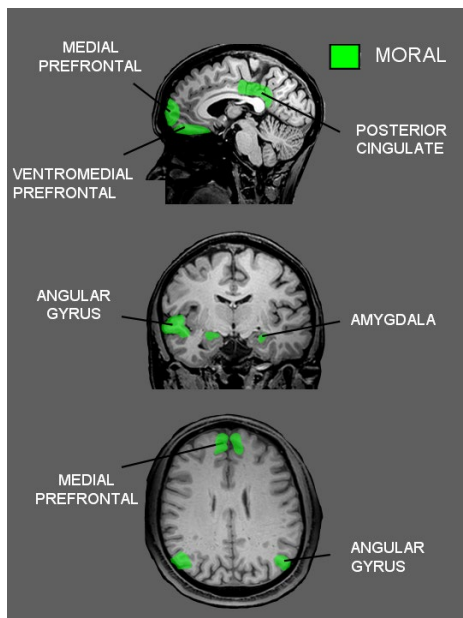 MEDIAL
PREFRONTAL
MORAL
POSTERIOR
CINGULATE
VENTROMEDIAL
PREFRONTAL
ANGULAR
GYRUS
AMYGDALA
MEDIAL
PREFRONTAL
ANGULAR
GYRUS